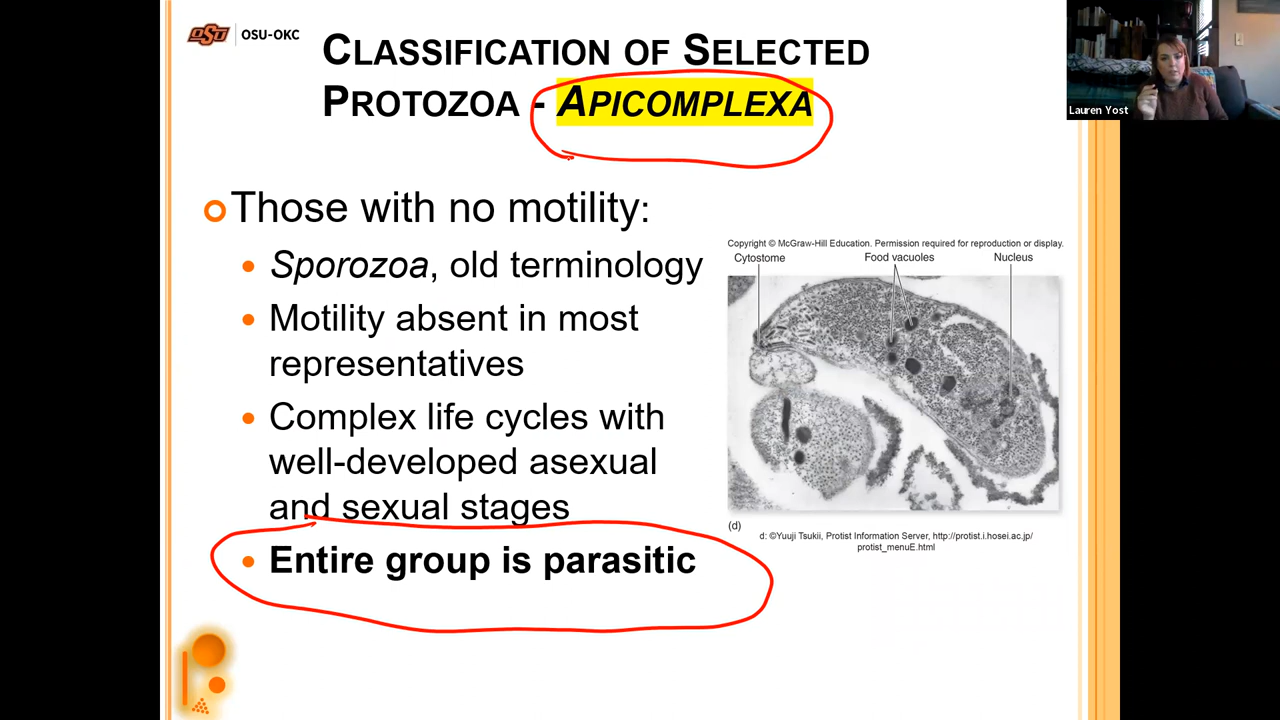 OSU OSU-OKC
CLASSIFICATION OF SELECTED
PROTOZOA - APICOMPLEXA
Lauren Yost
Those with no motility:
• Sporozoa, old terminology
• Motility absent in most
representatives
• Complex life cycles with
well-developed asexual
and sexual stages
• Entire group is parasitic
Copyright © McGraw-Hill Education. Permission required for reproduction or display.
Cytostome Food vacuoles Nucleus
(d)
d: ©Yuuji Tsukii, Protist Information Server, http://protist.i.hosei.ac.jp/
protist_menuE.html